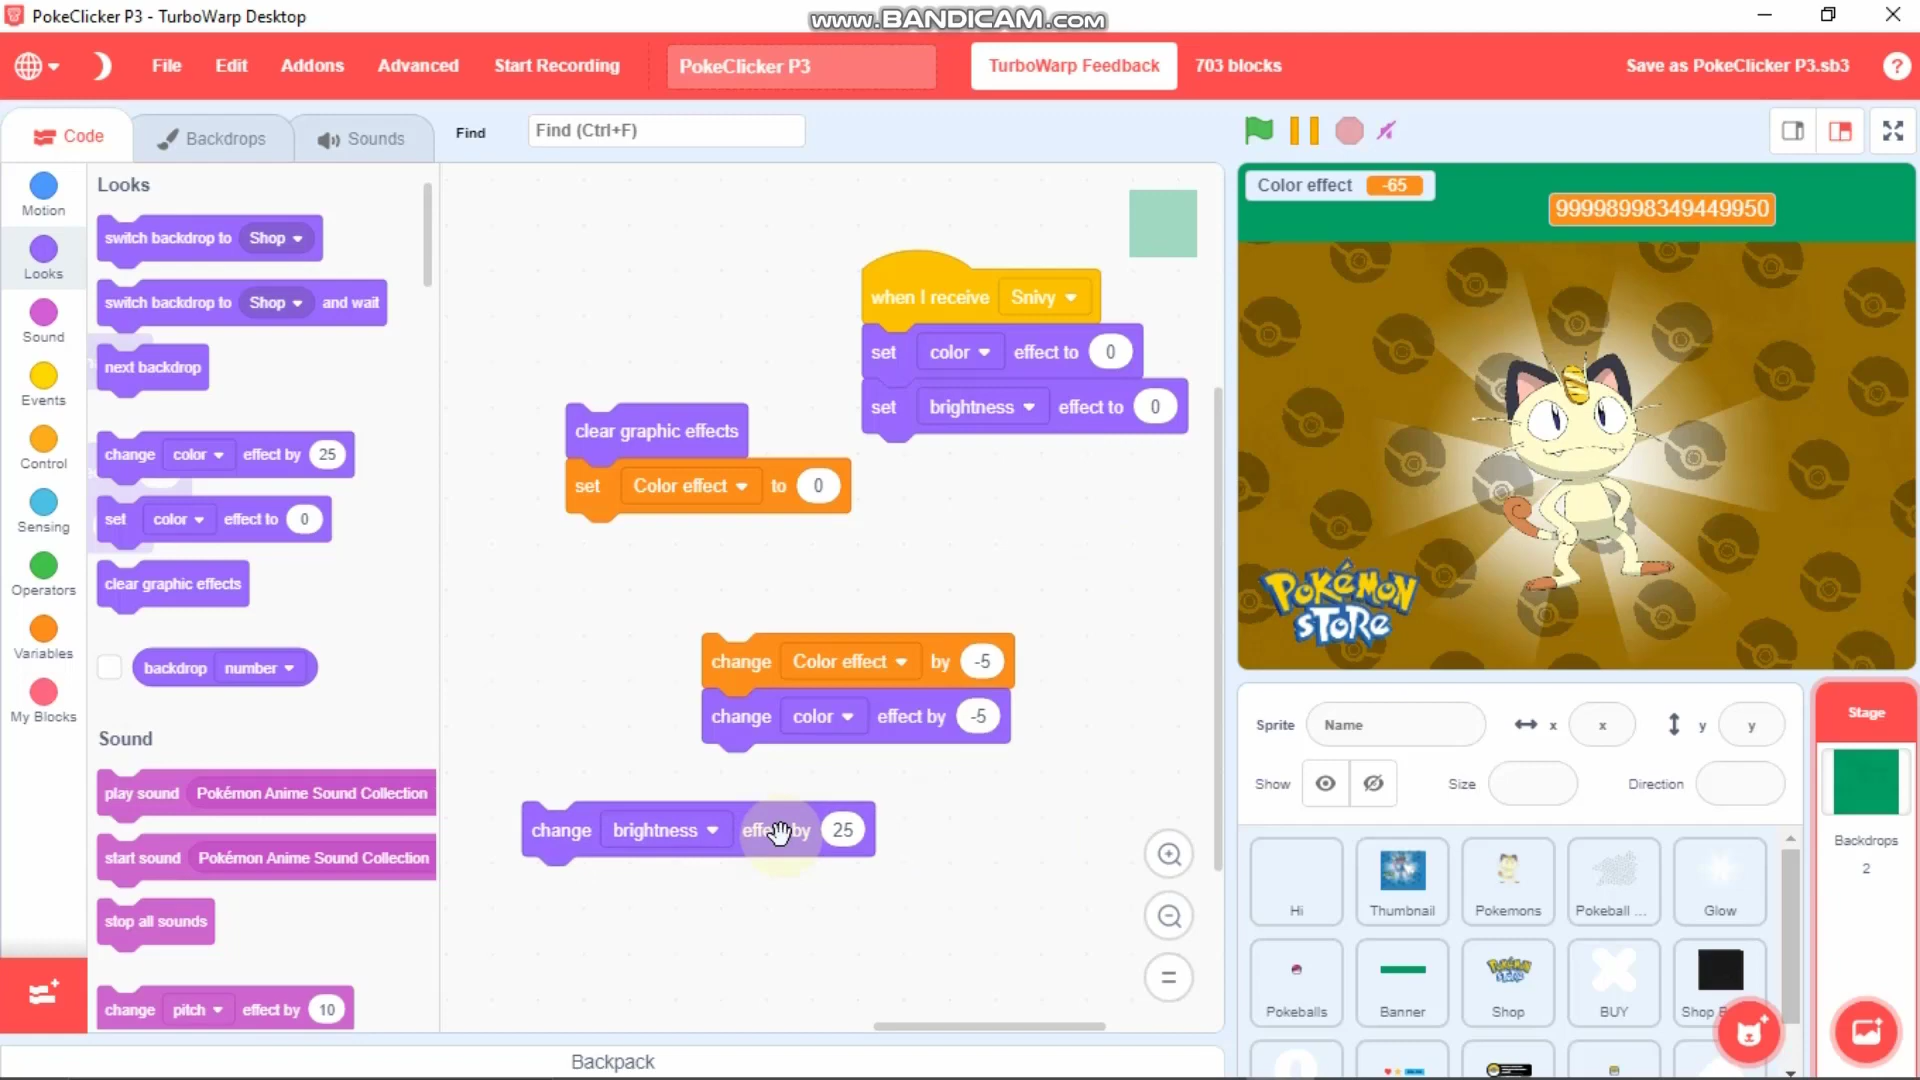 PokeClicker P3 - TurboWarp Desktop
www.BANDICAM.com
File Edit Addons Advanced Start Recording PokeClicker P3 TurboWarp Feedback 703 blocks Save as PokeClicker P3.sb3 ?
Code Backdrops Sounds Find Find (Ctrl+F)
Motion
Looks
Sound
Events
Control
Sensing
Operators
Variables
My Blocks
Looks
switch backdrop to Shop
switch backdrop to Shop and wait
next backdrop
change color effect by 25
set color effect to 0
clear graphic effects
backdrop number
Sound
play sound Pokémon Anime Sound Collection
start sound Pokémon Anime Sound Collection
stop all sounds
change pitch effect by 10
when I receive Snivy
set color effect to 0
set brightness effect to 0
clear graphic effects
set Color effect to 0
change Color effect by -5
change color effect by -5
change brightness effect by 25
Backpack
Color effect -65
99998998349449950
POKÉMON
STORE
Sprite Name x x y y
Show Size Direction
Stage
Backdrops
2
Hi Thumbnail Pokemons Pokeball ... Glow
Pokeballs Banner Shop BUY Shop